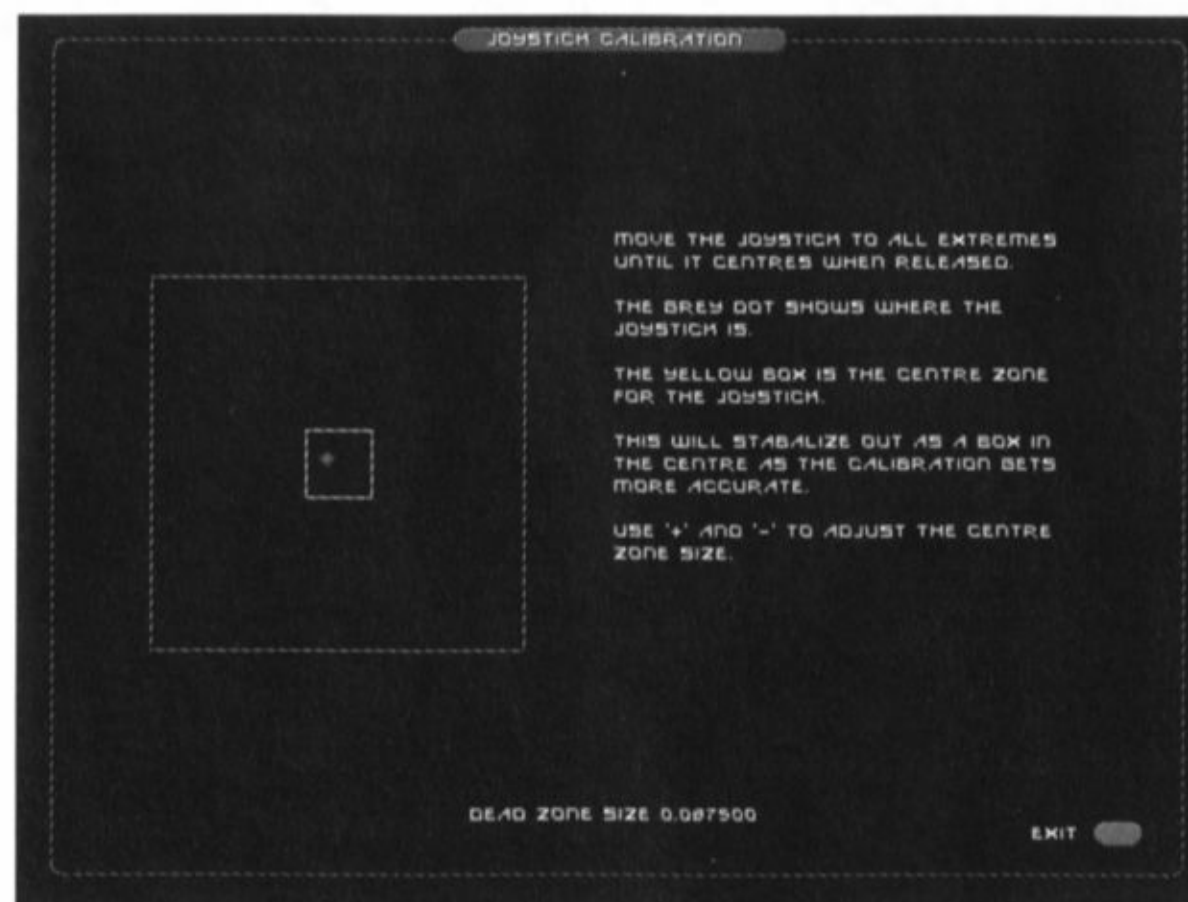 JOYSTICK CALIBRATION
MOVE THE JOYSTICK TO ALL EXTREMES
UNTIL IT CENTRES WHEN RELEASED.
THE GREY DOT SHOWS WHERE THE
JOYSTICK IS.
THE YELLOW BOX IS THE CENTRE ZONE
FOR THE JOYSTICK.
THIS WILL STABALIZE OUT AS A BOX IN
THE CENTRE AS THE CALIBRATION GETS
MORE ACCURATE.
USE '+' AND '-' TO ADJUST THE CENTRE
ZONE SIZE.
DEAD ZONE SIZE 0.087500
EXIT